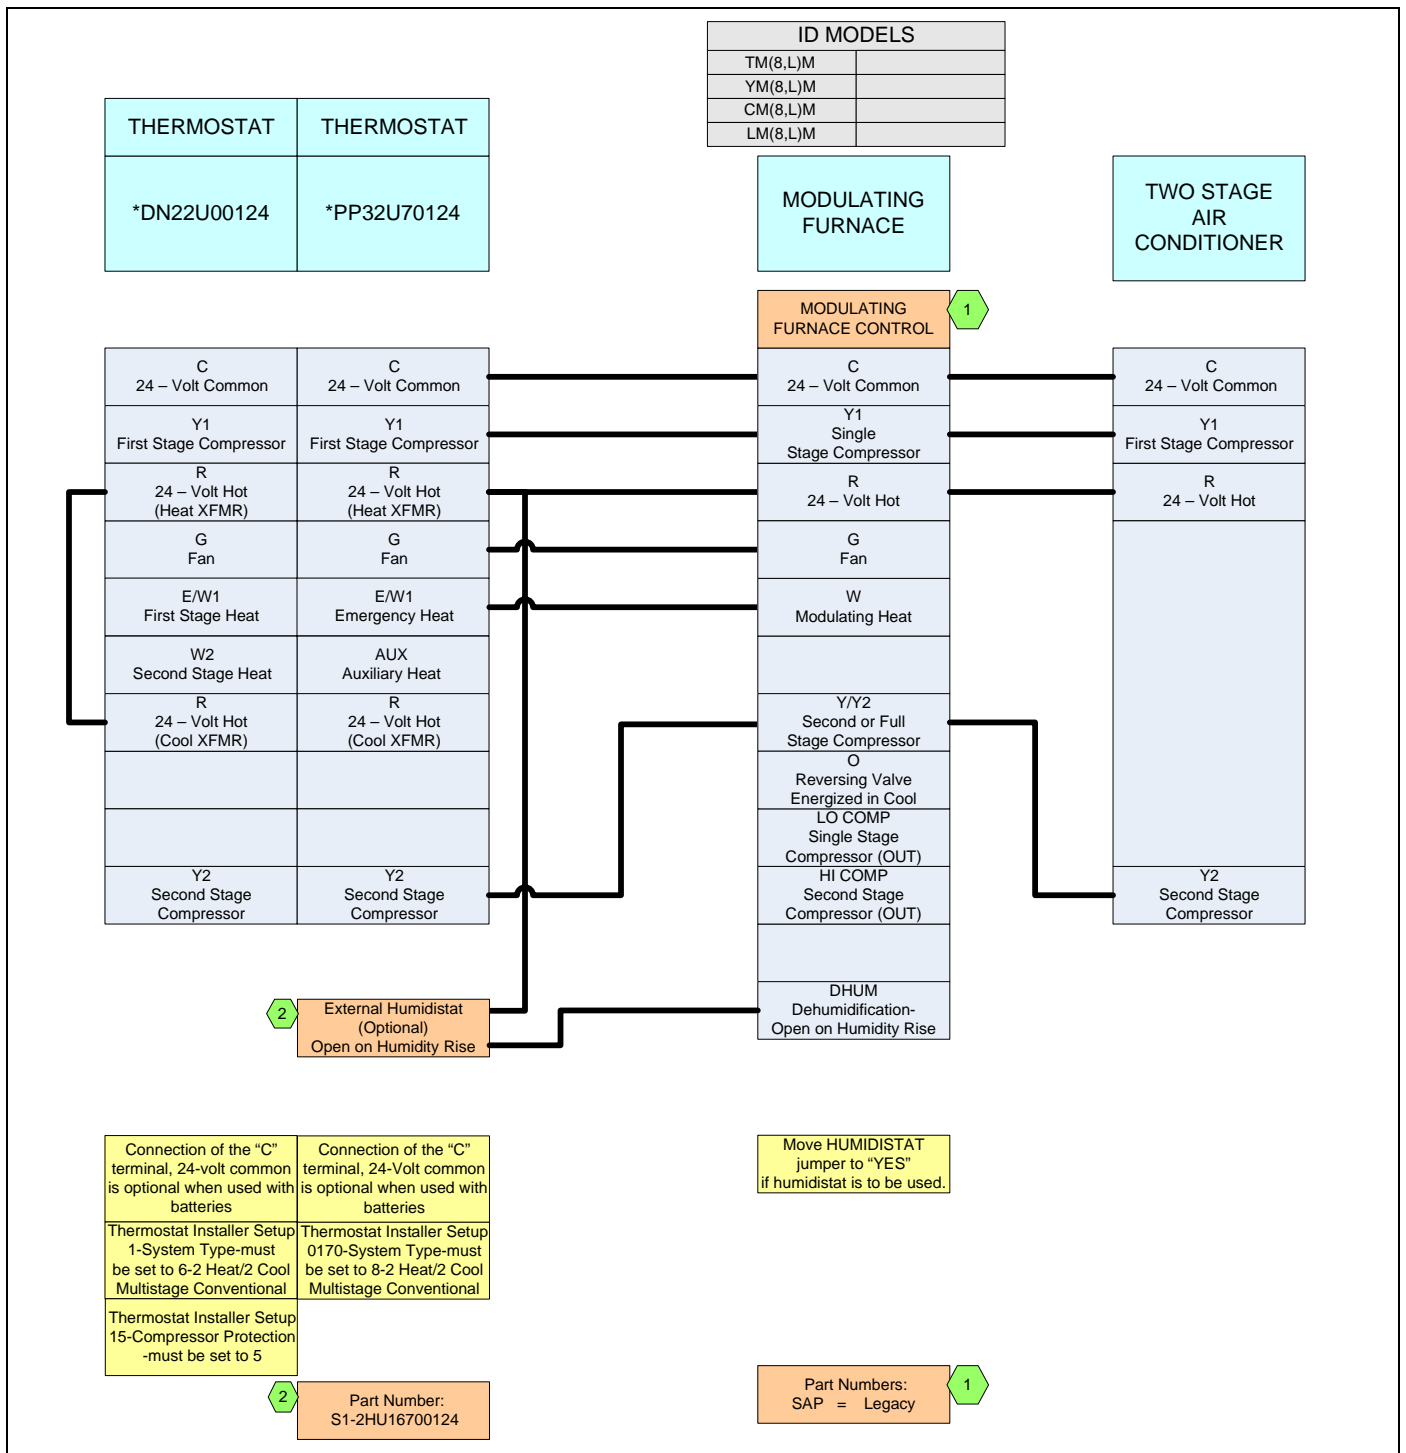 ID MODELS
TM(8,L)M
YM(8,L)M
CM(8,L)M
LM(8,L)M
THERMOSTAT
THERMOSTAT
*DN22U00124
*PP32U70124
MODULATING
FURNACE
TWO STAGE
AIR
CONDITIONER
MODULATING
FURNACE CONTROL
1
C
24 – Volt Common
C
24 – Volt Common
C
24 – Volt Common
C
24 – Volt Common
Y1
First Stage Compressor
Y1
First Stage Compressor
Y1
Single
Stage Compressor
Y1
First Stage Compressor
R
24 – Volt Hot
(Heat XFMR)
R
24 – Volt Hot
(Heat XFMR)
R
24 – Volt Hot
R
24 – Volt Hot
G
Fan
G
Fan
G
Fan
E/W1
First Stage Heat
E/W1
Emergency Heat
W
Modulating Heat
W2
Second Stage Heat
AUX
Auxiliary Heat
R
24 – Volt Hot
(Cool XFMR)
R
24 – Volt Hot
(Cool XFMR)
Y/Y2
Second or Full
Stage Compressor
O
Reversing Valve
Energized in Cool
LO COMP
Single Stage
Compressor (OUT)
Y2
Second Stage
Compressor
Y2
Second Stage
Compressor
HI COMP
Second Stage
Compressor (OUT)
Y2
Second Stage
Compressor
2
External Humidistat
(Optional)
Open on Humidity Rise
DHUM
Dehumidification-
Open on Humidity Rise
Connection of the “C”
terminal, 24-volt common
is optional when used with
batteries
Connection of the “C”
terminal, 24-Volt common
is optional when used with
batteries
Move HUMIDISTAT
jumper to “YES”
if humidistat is to be used.
Thermostat Installer Setup
1-System Type-must
be set to 6-2 Heat/2 Cool
Multistage Conventional
Thermostat Installer Setup
0170-System Type-must
be set to 8-2 Heat/2 Cool
Multistage Conventional
Thermostat Installer Setup
15-Compressor Protection
-must be set to 5
2
Part Number:
S1-2HU16700124
Part Numbers:
SAP = Legacy
1